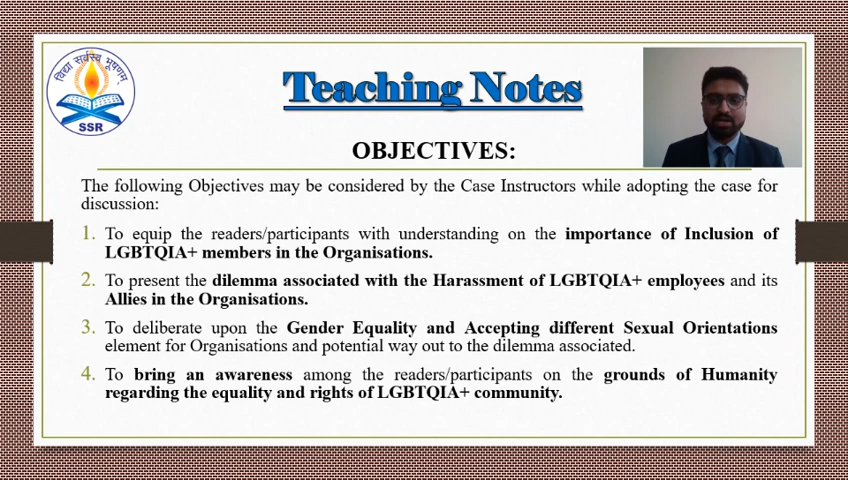 विद्या सर्वस्व भूषणम्
SSR
Teaching Notes
OBJECTIVES:
The following Objectives may be considered by the Case Instructors while adopting the case for
discussion:
1. To equip the readers/participants with understanding on the importance of Inclusion of
LGBTQIA+ members in the Organisations.
2. To present the dilemma associated with the Harassment of LGBTQIA+ employees and its
Allies in the Organisations.
3. To deliberate upon the Gender Equality and Accepting different Sexual Orientations
element for Organisations and potential way out to the dilemma associated.
4. To bring an awareness among the readers/participants on the grounds of Humanity
regarding the equality and rights of LGBTQIA+ community.